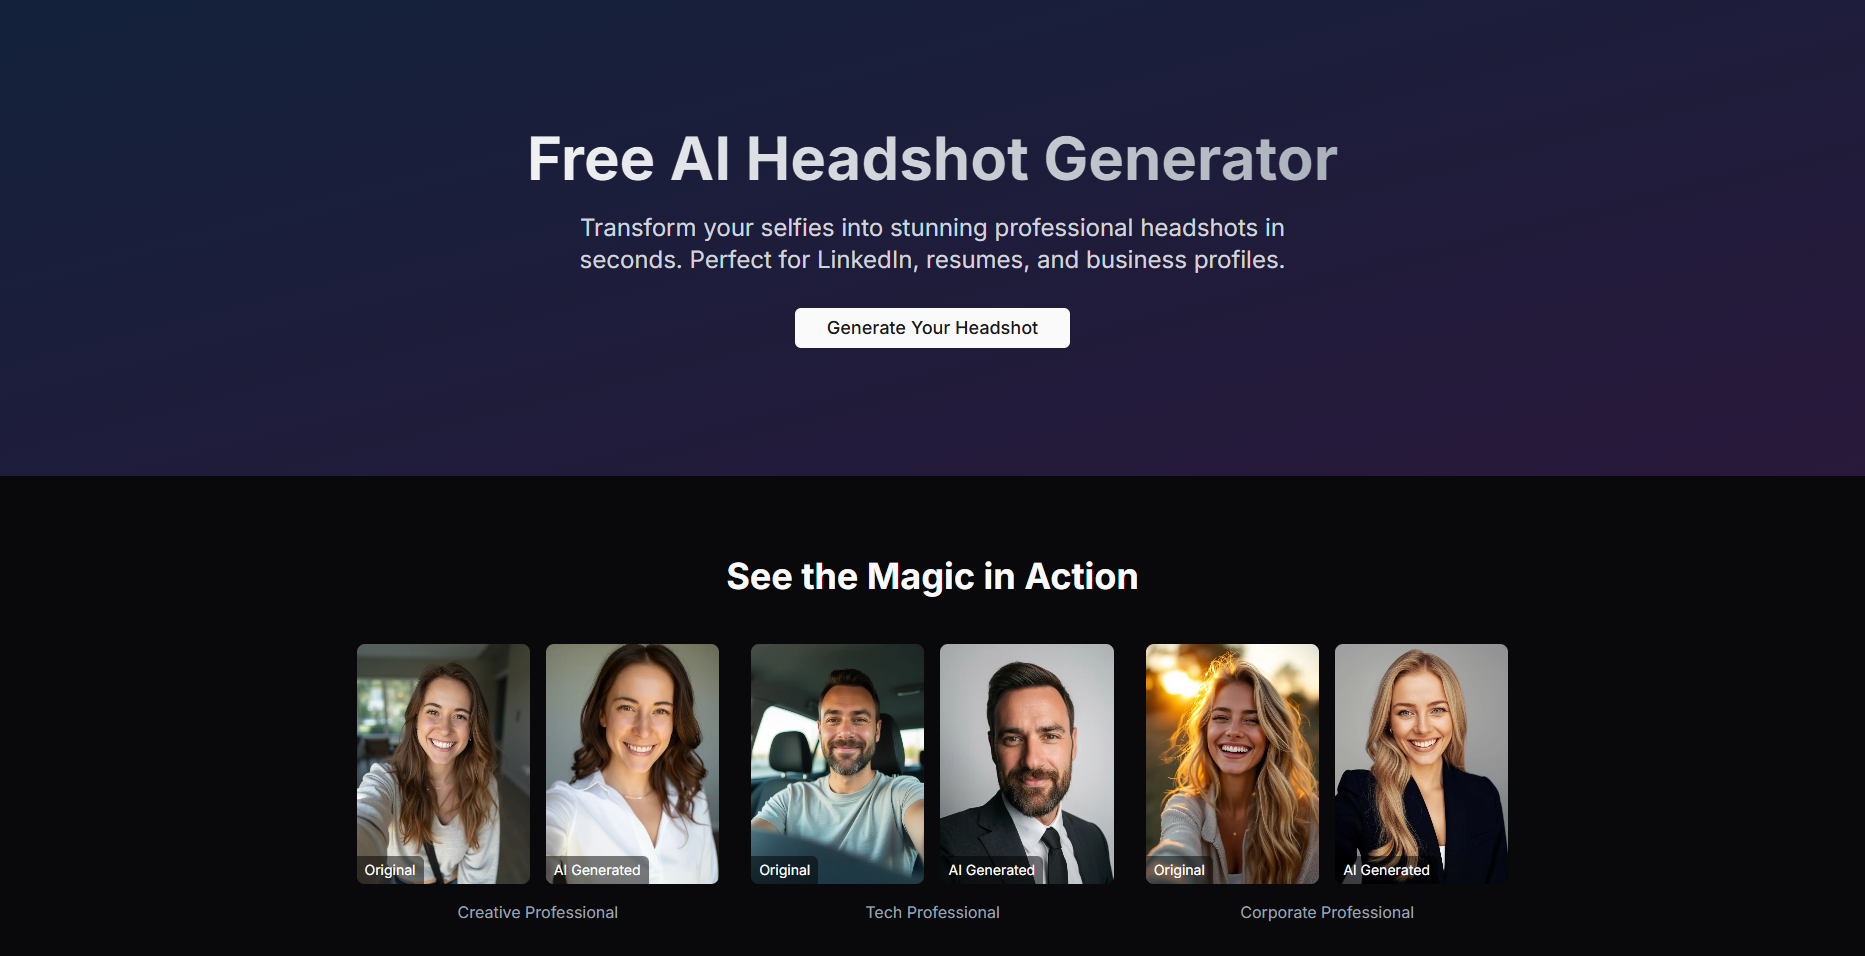 Free AI Headshot Generator
Transform your selfies into stunning professional headshots in
seconds. Perfect for LinkedIn, resumes, and business profiles.
Generate Your Headshot
See the Magic in Action
Original
AI Generated
Original
AI Generated
Original
AI Generated
Creative Professional
Tech Professional
Corporate Professional